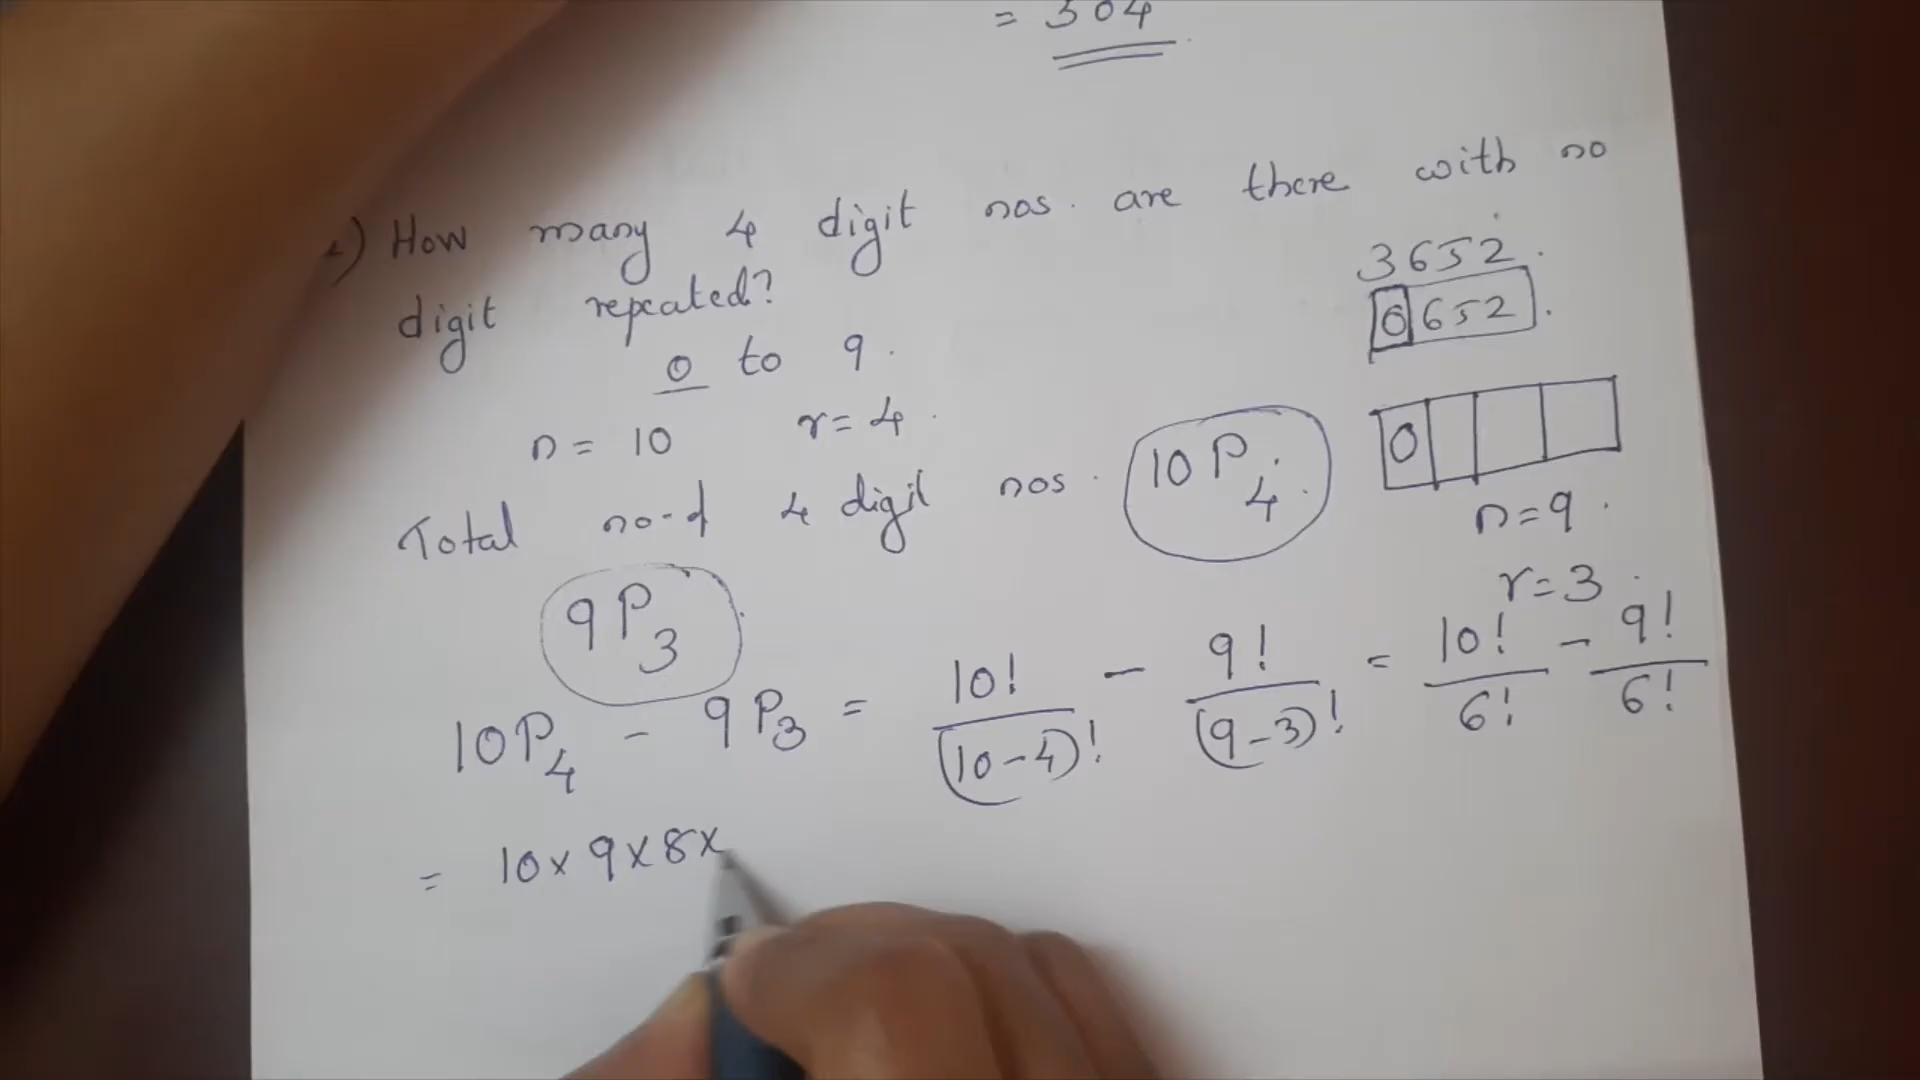 = 304
2) How many 4 digit nos. are there with no
digit repeated?
3652.
0652.
0 to 9.
n = 10 r = 4.
0
Total no. of 4 digit nos. 10P4.
n = 9.
9P3
r = 3.
10P4 - 9P3 = 10!/(10-4)! - 9!/(9-3)! = 10!/6! - 9!/6!
= 10 x 9 x 8 x